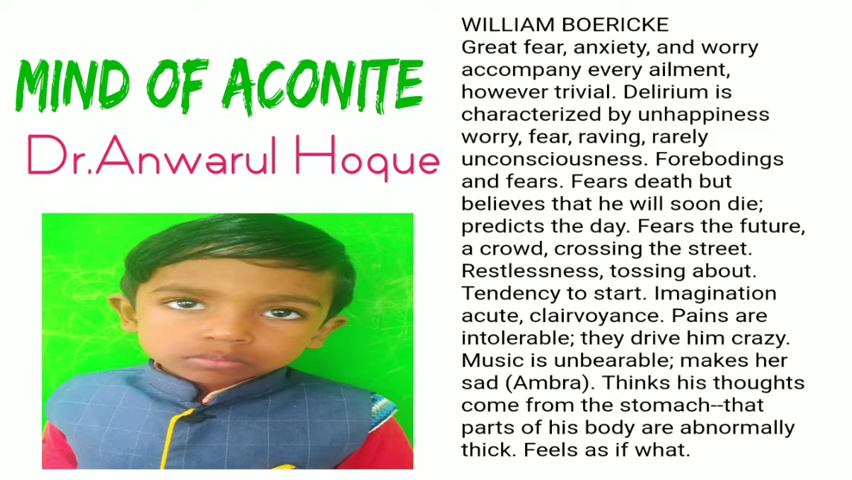 MIND OF ACONITE
Dr.Anwarul Hoque
WILLIAM BOERICKE
Great fear, anxiety, and worry
accompany every ailment,
however trivial. Delirium is
characterized by unhappiness
worry, fear, raving, rarely
unconsciousness. Forebodings
and fears. Fears death but
believes that he will soon die;
predicts the day. Fears the future,
a crowd, crossing the street.
Restlessness, tossing about.
Tendency to start. Imagination
acute, clairvoyance. Pains are
intolerable; they drive him crazy.
Music is unbearable; makes her
sad (Ambra). Thinks his thoughts
come from the stomach--that
parts of his body are abnormally
thick. Feels as if what.